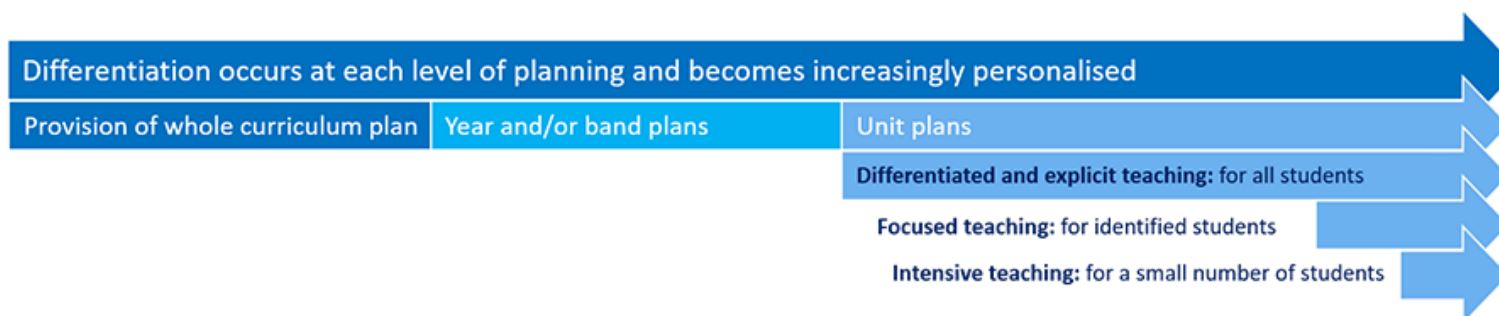 Differentiation occurs at each level of planning and becomes increasingly personalised
Provision of whole curriculum plan
Year and/or band plans
Unit plans
Differentiated and explicit teaching: for all students
Focused teaching: for identified students
Intensive teaching: for a small number of students